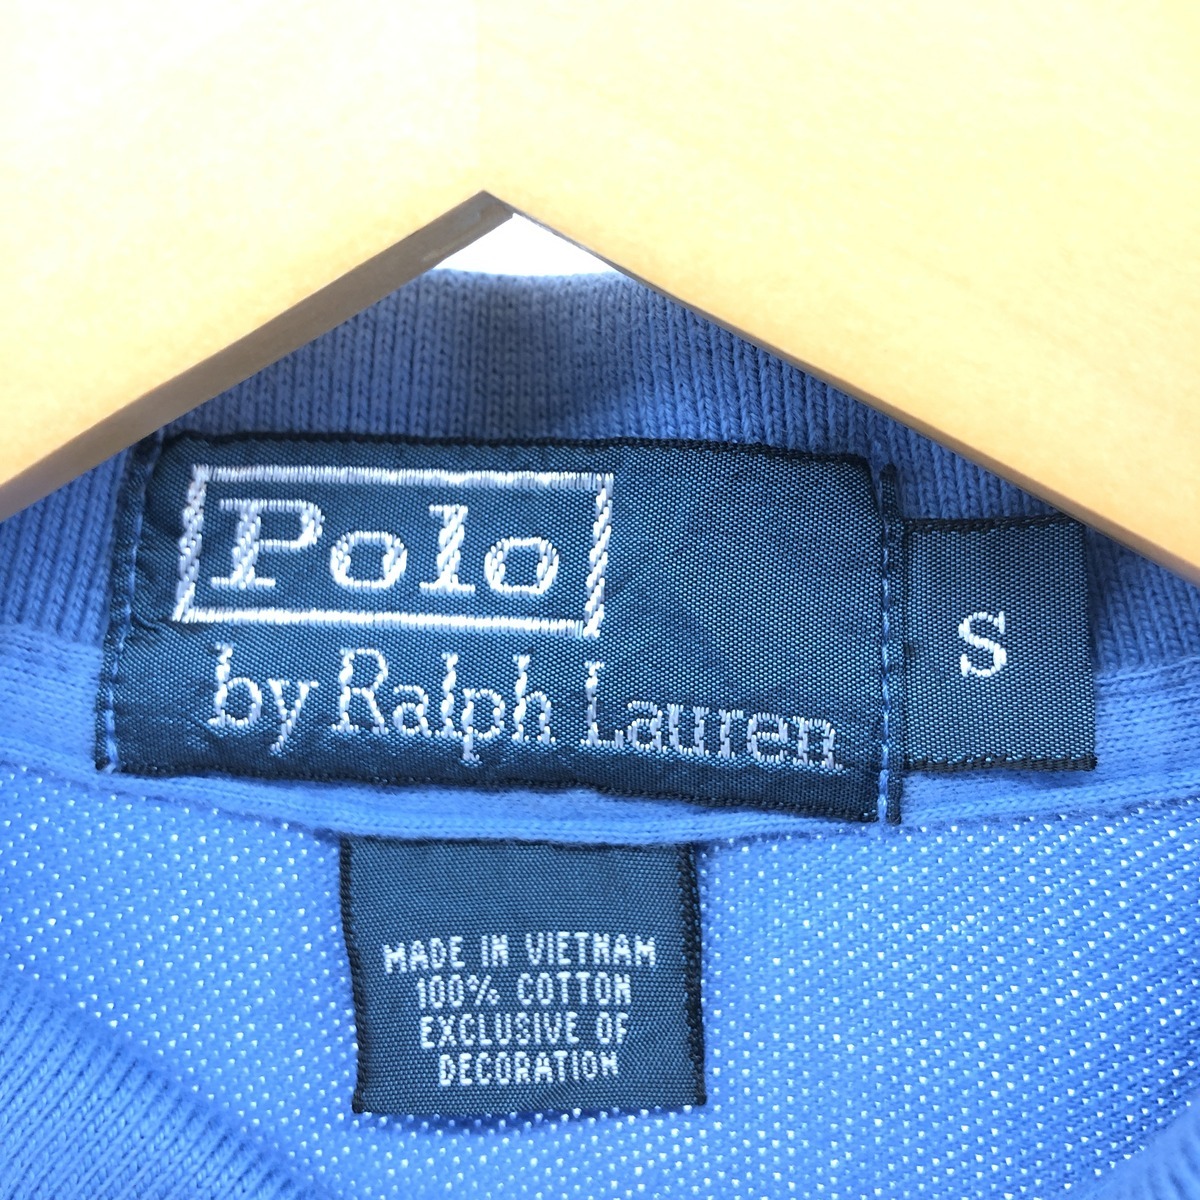 Polo
by Ralph Lauren
S
MADE IN VIETNAM
100% COTTON
EXCLUSIVE OF
DECORATION